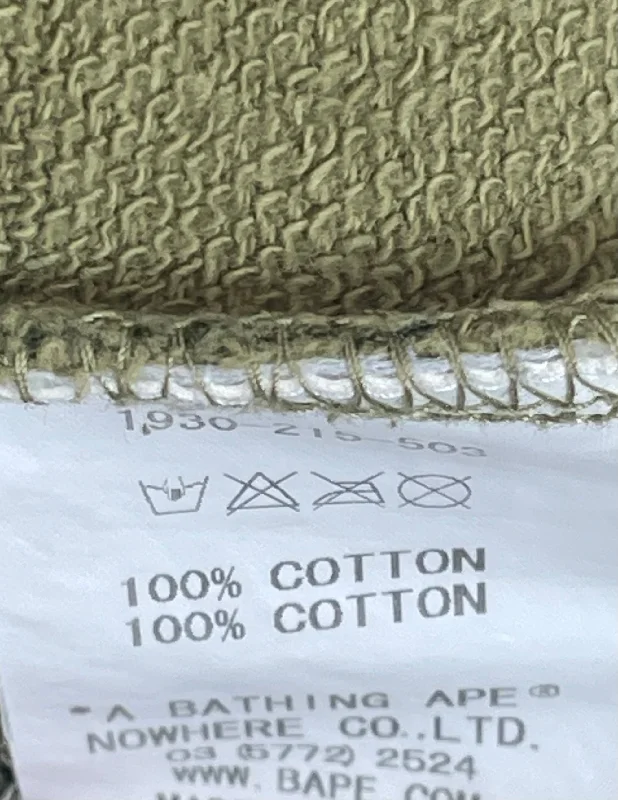 1,930-215-503
100% COTTON
100% COTTON
A BATHING APE®
NOWHERE CO.,LTD.
03 (5772) 2524
WWW. BAPE. COM